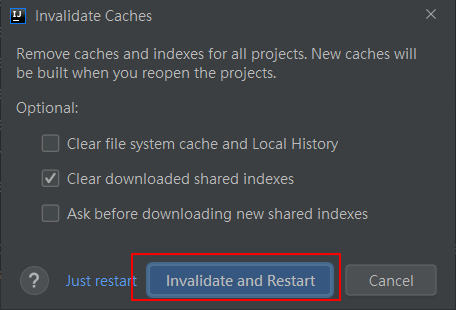 IJ
Invalidate Caches
Remove caches and indexes for all projects. New caches will
be built when you reopen the projects.
Optional:
Clear file system cache and Local History
Clear downloaded shared indexes
Ask before downloading new shared indexes
? Just restart Invalidate and Restart Cancel